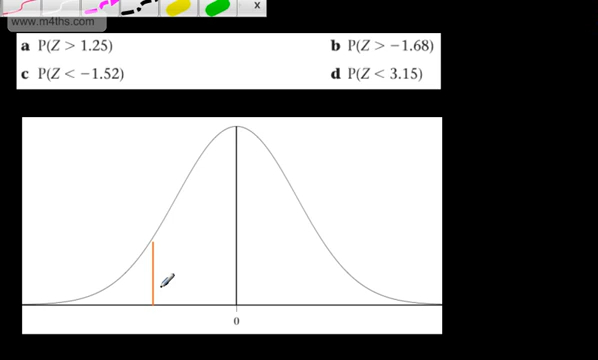 x
www.m4ths.com
a P(Z > 1.25) b P(Z > −1.68)
c P(Z < −1.52) d P(Z < 3.15)
0